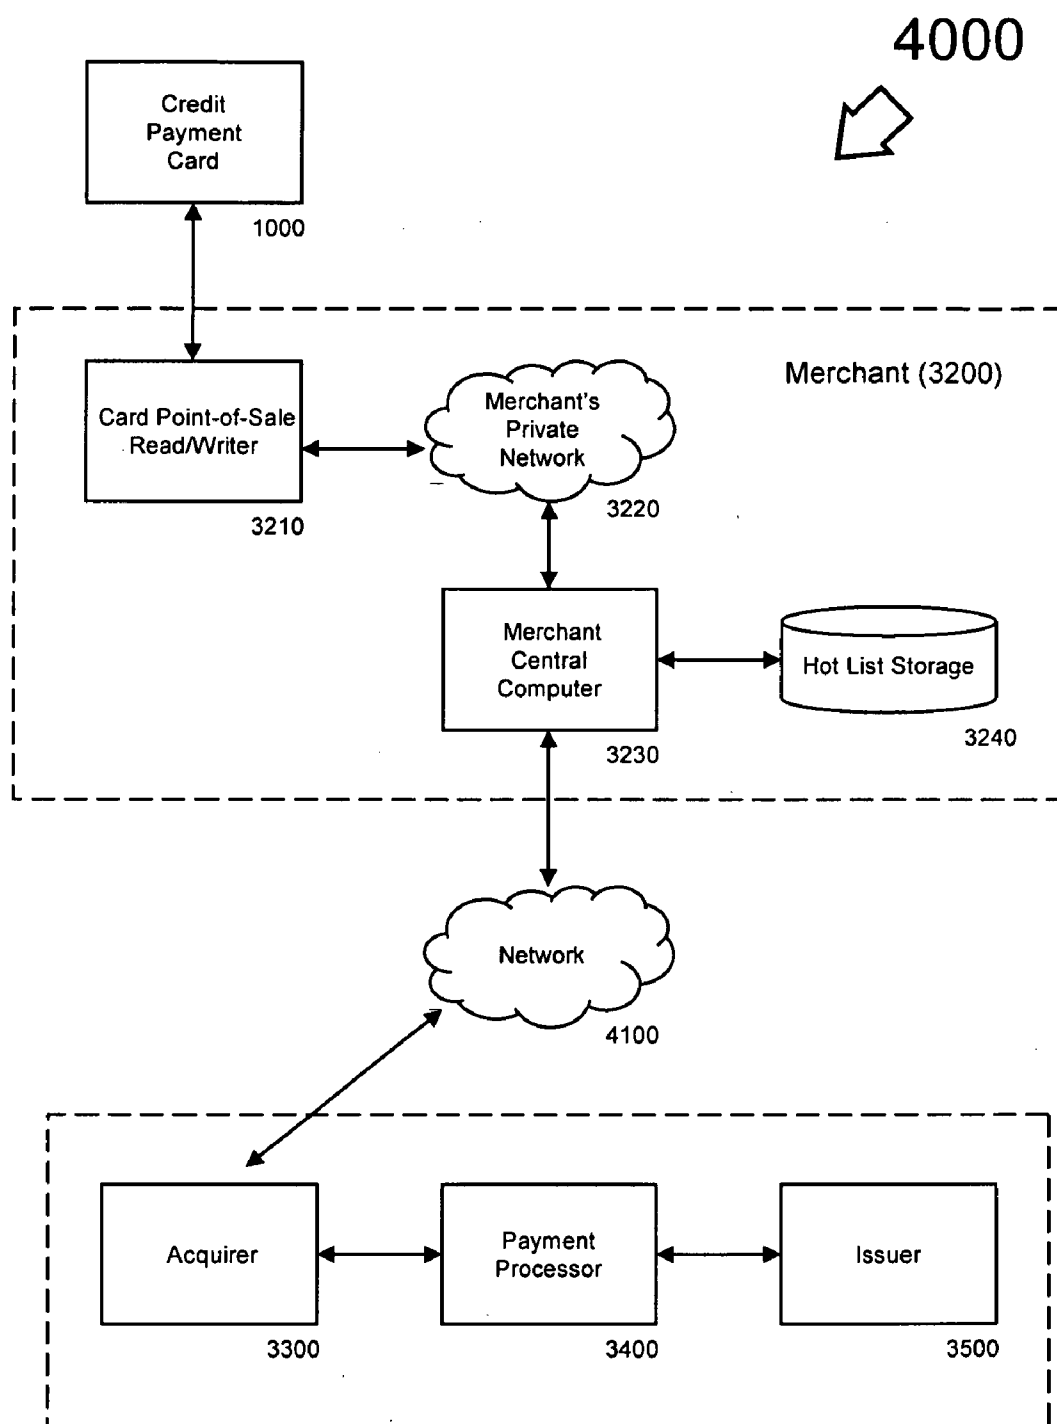 4000
Credit
Payment
Card
1000
Merchant (3200)
Card Point-of-Sale
Read/Writer
3210
Merchant's
Private
Network
3220
Merchant
Central
Computer
3230
Hot List Storage
3240
Network
4100
Acquirer
3300
Payment
Processor
3400
Issuer
3500